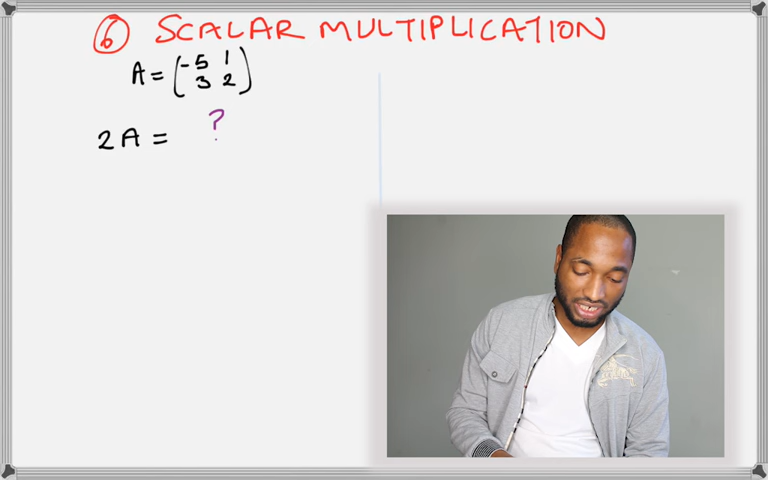 6 SCALAR MULTIPLICATION
A = (-5 1
3 2)
2A = ?